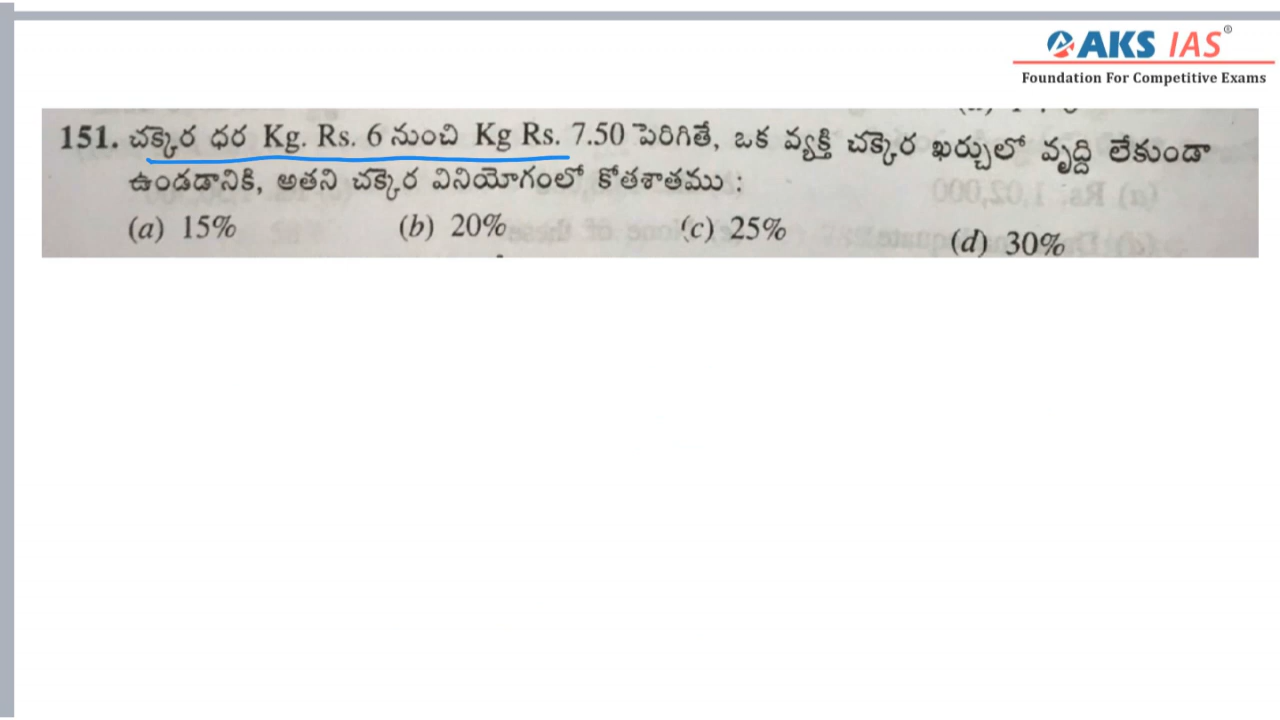 AKS IAS®
Foundation For Competitive Exams
151. చక్కెర ధర Kg. Rs. 6 నుంచి Kg Rs. 7.50 పెరిగితే, ఒక వ్యక్తి చక్కెర ఖర్చులో వృద్ది లేకుండా
ఉండడానికి, అతని చక్కెర వినియోగంలో కోతశాతము :
(a) 15% (b) 20% (c) 25% (d) 30%